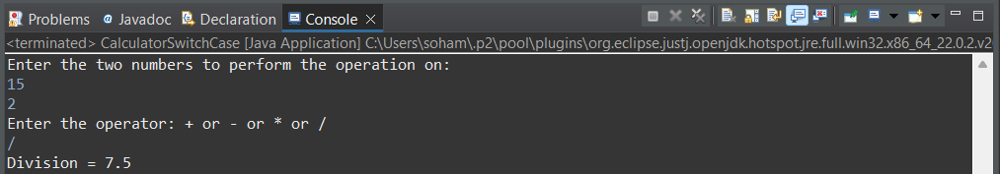 Problems @ Javadoc Declaration Console
<terminated> CalculatorSwitchCase [Java Application] C:\Users\soham\.p2\pool\plugins\org.eclipse.justj.openjdk.hotspot.jre.full.win32.x86_64_22.0.2.v2
Enter the two numbers to perform the operation on:
15
2
Enter the operator: + or - or * or /
/
Division = 7.5